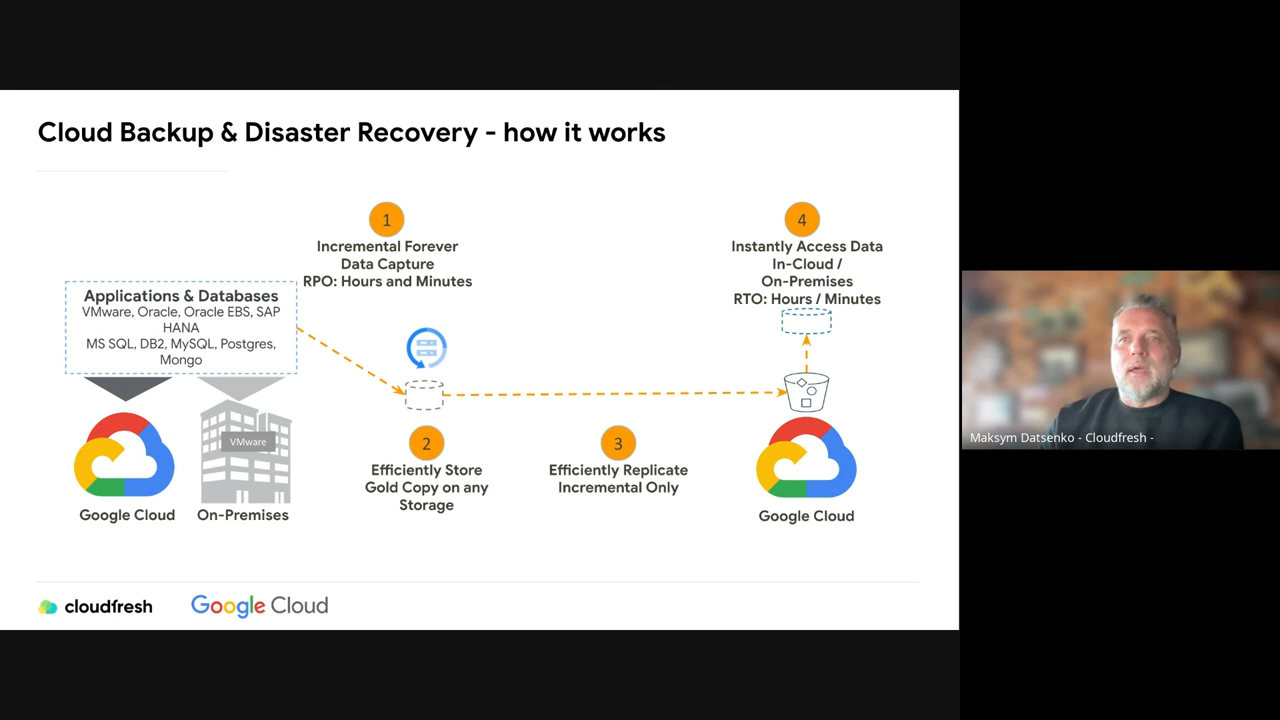 Cloud Backup & Disaster Recovery - how it works
1
Incremental Forever
Data Capture
RPO: Hours and Minutes
4
Instantly Access Data
In-Cloud /
On-Premises
RTO: Hours / Minutes
Applications & Databases
VMware, Oracle, Oracle EBS, SAP
HANA
MS SQL, DB2, MySQL, Postgres,
Mongo
VMware
Google Cloud
On-Premises
2
Efficiently Store
Gold Copy on any
Storage
3
Efficiently Replicate
Incremental Only
Google Cloud
cloudfresh
Google Cloud
Maksym Datsenko - Cloudfresh -